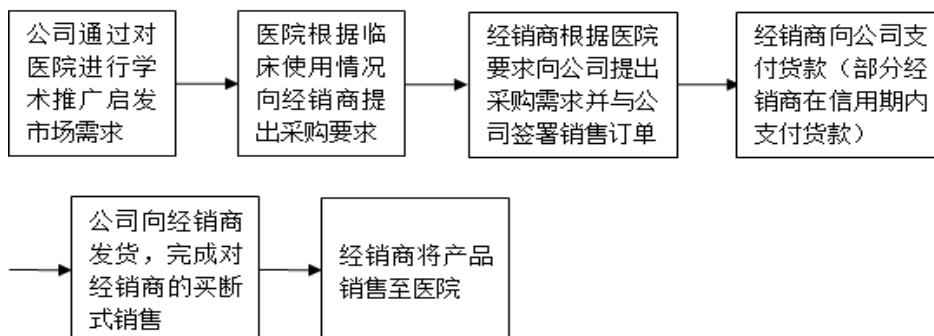 公司通过对
医院进行学
术推广启发
市场需求
医院根据临
床使用情况
向经销商提
出采购要求
经销商根据医院
要求向公司提出
采购需求并与公
司签署销售订单
经销商向公司支
付货款（部分经
销商在信用期内
支付货款）
公司向经销商
发货，完成对
经销商的买断
式销售
经销商将产品
销售至医院